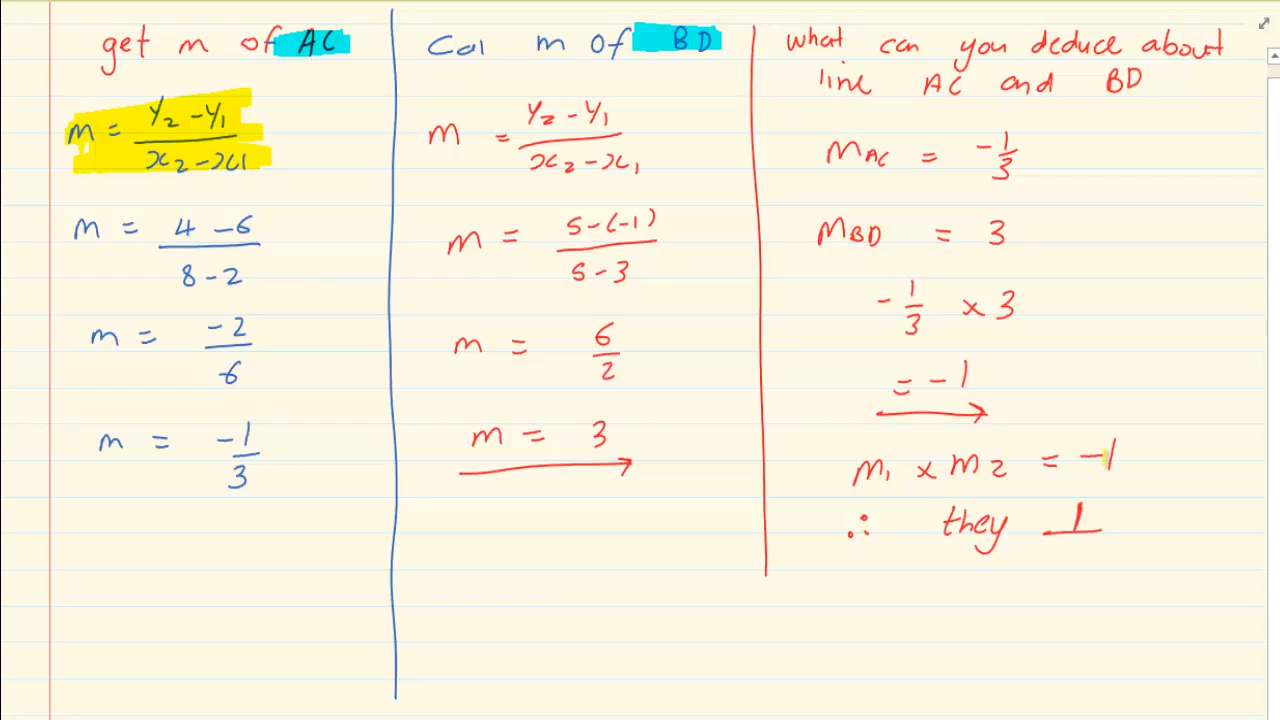 get m of AC
m = y₂ - y₁ / x₂ - x₁
m = 4 - 6 / 8 - 2
m = -2 / 6
m = -1 / 3
Cal m of BD
m = y₂ - y₁ / x₂ - x₁
m = 5 - (-1) / 5 - 3
m = 6 / 2
m = 3
what can you deduce about
line AC and BD
m AC = -1/3
m BD = 3
-1/3 × 3
= -1
m₁ × m₂ = -1
∴ they ⊥